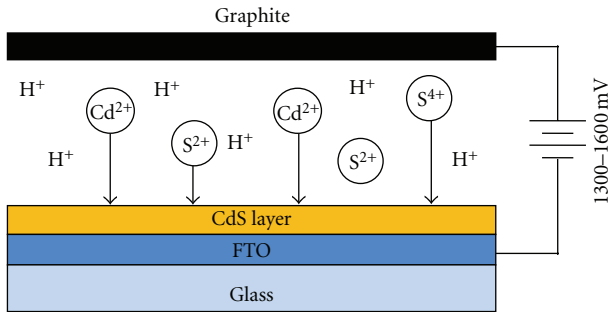 Graphite
H⁺
H⁺
H⁺
S⁴⁺
Cd²⁺
Cd²⁺
S²⁺
H⁺
H⁺
S²⁺
H⁺
1300–1600 mV
CdS layer
FTO
Glass